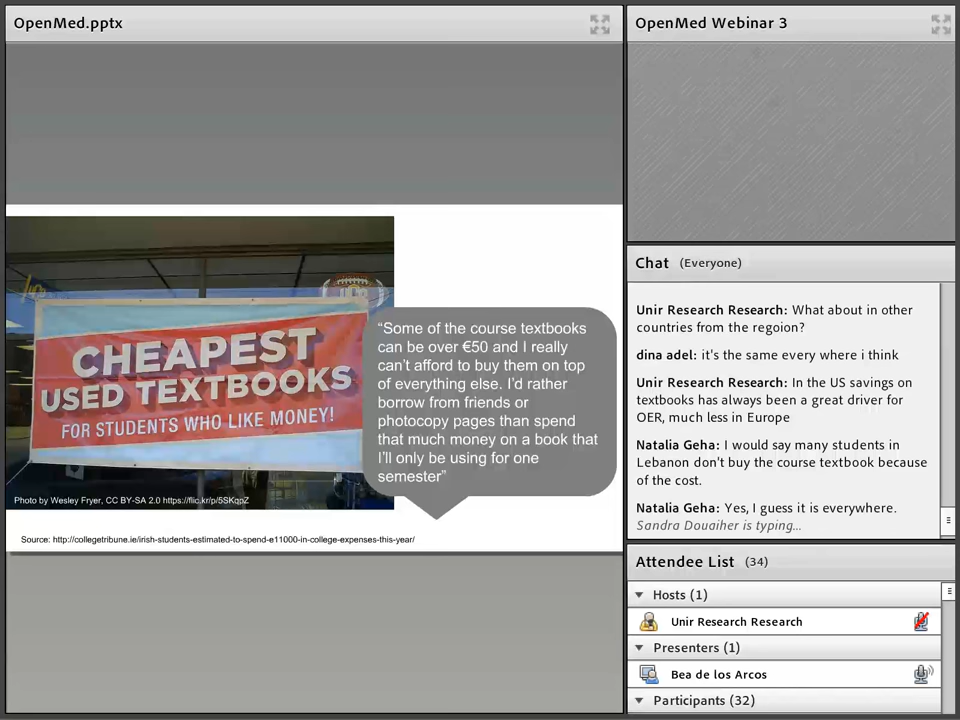 OpenMed.pptx
CHEAPEST
USED TEXTBOOKS
FOR STUDENTS WHO LIKE MONEY!
Photo by Wesley Fryer, CC BY-SA 2.0 https://flic.kr/p/5SKqpZ
“Some of the course textbooks
can be over €50 and I really
can’t afford to buy them on top
of everything else. I’d rather
borrow from friends or
photocopy pages than spend
that much money on a book that
I’ll only be using for one
semester”
Source: http://collegetribune.ie/irish-students-estimated-to-spend-e11000-in-college-expenses-this-year/
OpenMed Webinar 3
Chat (Everyone)
Unir Research Research: What about in other
countries from the regoion?
dina adel: it's the same every where i think
Unir Research Research: In the US savings on
textbooks has always been a great driver for
OER, much less in Europe
Natalia Geha: I would say many students in
Lebanon don't buy the course textbook because
of the cost.
Natalia Geha: Yes, I guess it is everywhere.
Sandra Douaiher is typing...
Attendee List (34)
Hosts (1)
Unir Research Research
Presenters (1)
Bea de los Arcos
Participants (32)